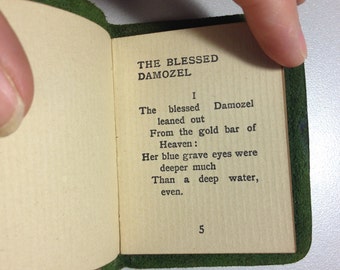 THE BLESSED
DAMOZEL
I
The blessed Damozel
leaned out
From the gold bar of
Heaven:
Her blue grave eyes were
deeper much
Than a deep water,
even.
5